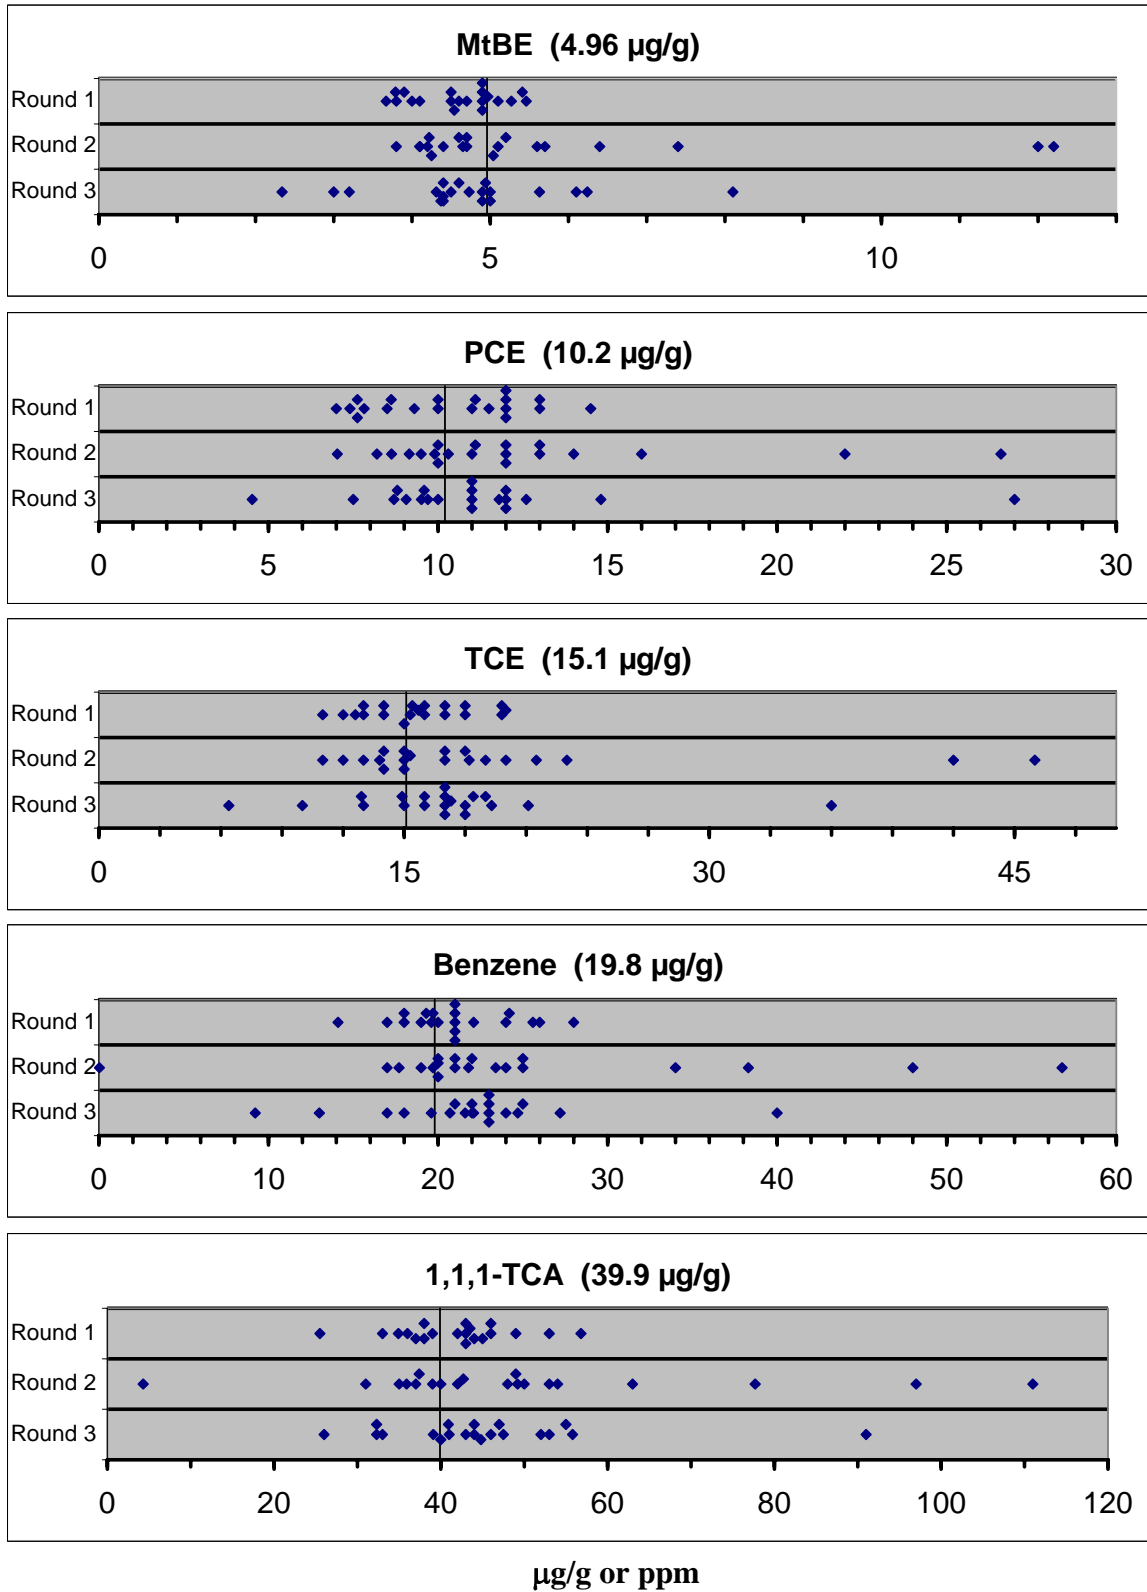 MtBE (4.96 µg/g)
Round 1
Round 2
Round 3
0 5 10
PCE (10.2 µg/g)
Round 1
Round 2
Round 3
0 5 10 15 20 25 30
TCE (15.1 µg/g)
Round 1
Round 2
Round 3
0 15 30 45
Benzene (19.8 µg/g)
Round 1
Round 2
Round 3
0 10 20 30 40 50 60
1,1,1-TCA (39.9 µg/g)
Round 1
Round 2
Round 3
0 20 40 60 80 100 120
µg/g or ppm